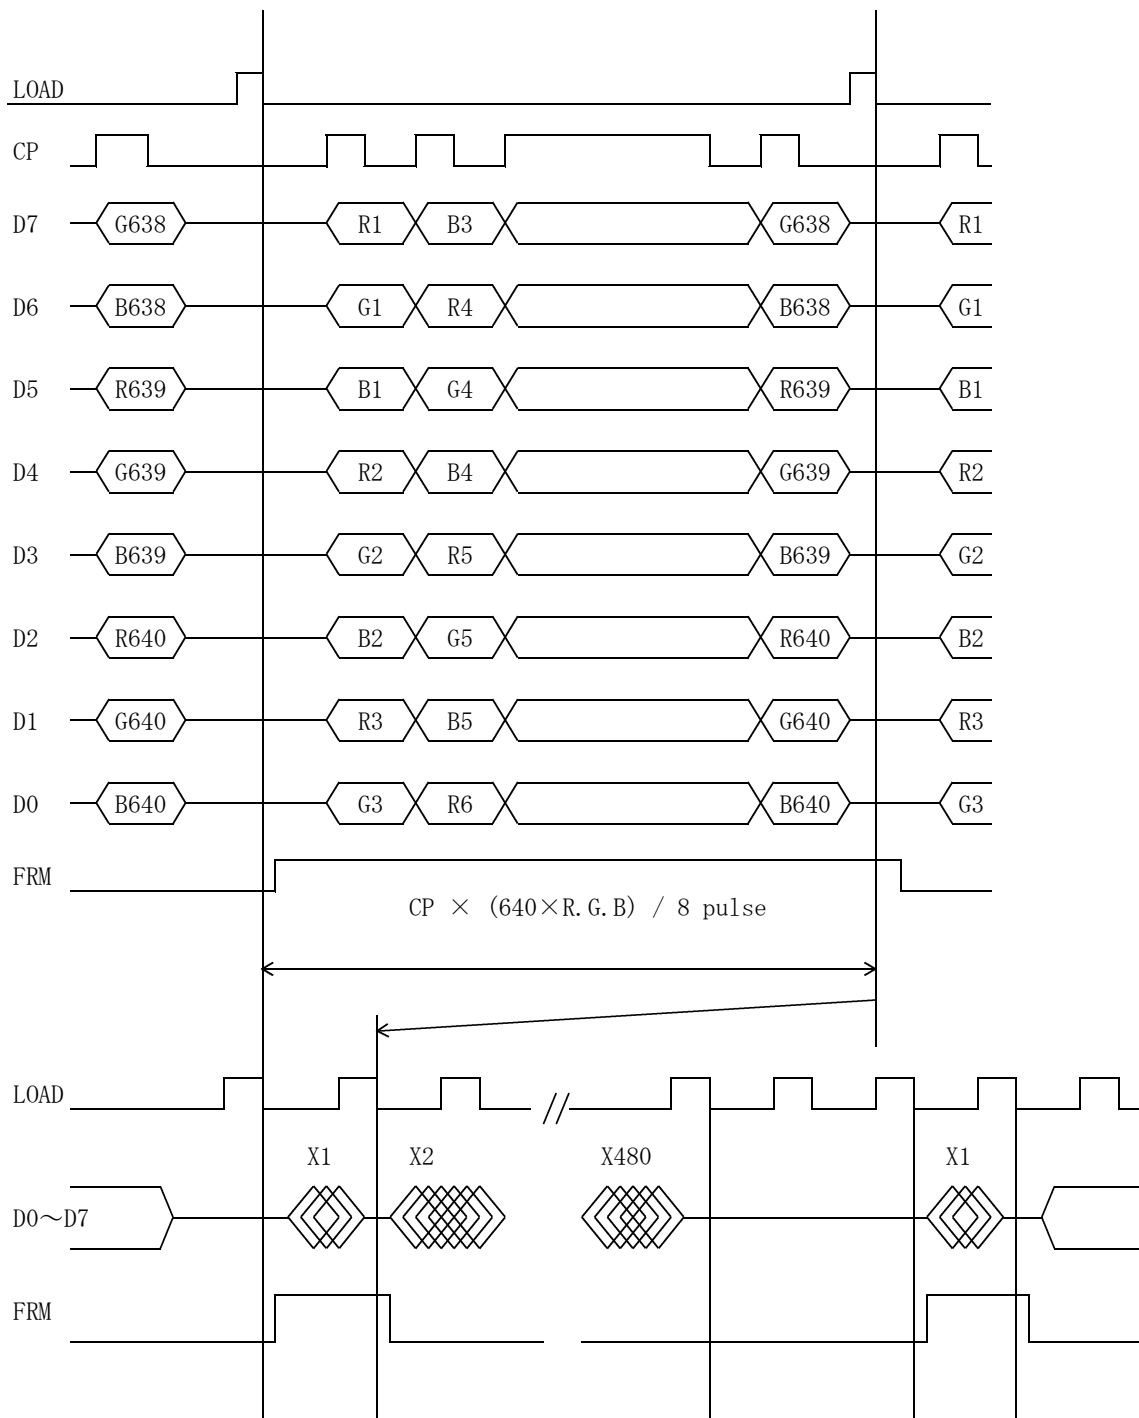 LOAD
CP
D7 G638 R1 B3 G638 R1
D6 B638 G1 R4 B638 G1
D5 R639 B1 G4 R639 B1
D4 G639 R2 B4 G639 R2
D3 B639 G2 R5 B639 G2
D2 R640 B2 G5 R640 B2
D1 G640 R3 B5 G640 R3
D0 B640 G3 R6 B640 G3
FRM
CP × (640×R.G.B) / 8 pulse
LOAD //
X1 X2 X480 X1
D0～D7
FRM